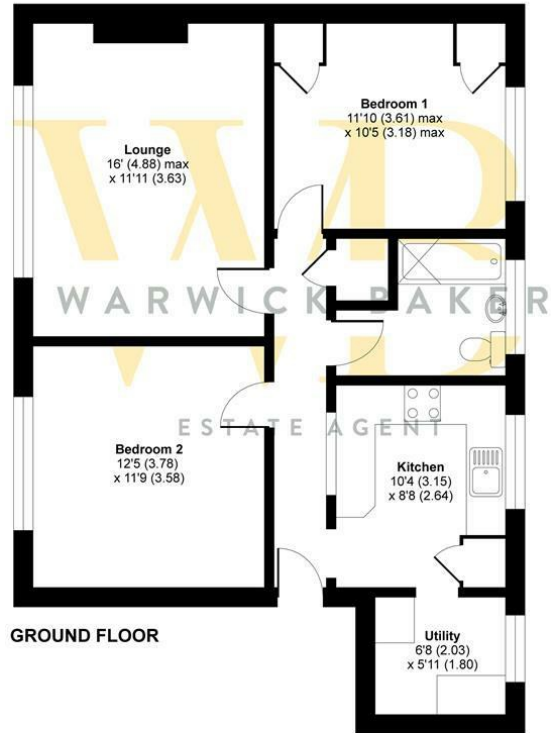 Lounge
16' (4.88) max
x 11'11 (3.63)
Bedroom 1
11'10 (3.61) max
x 10'5 (3.18) max
WB
WARWICK BAKER
ESTATE AGENT
Bedroom 2
12'5 (3.78)
x 11'9 (3.58)
Kitchen
10'4 (3.15)
x 8'8 (2.64)
Utility
6'8 (2.03)
x 5'11 (1.80)
GROUND FLOOR